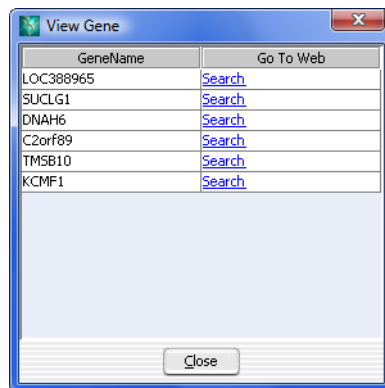 View Gene
GeneName Go To Web
LOC388965 Search
SUCLG1 Search
DNAH6 Search
C2orf89 Search
TMSB10 Search
KCMF1 Search
Close